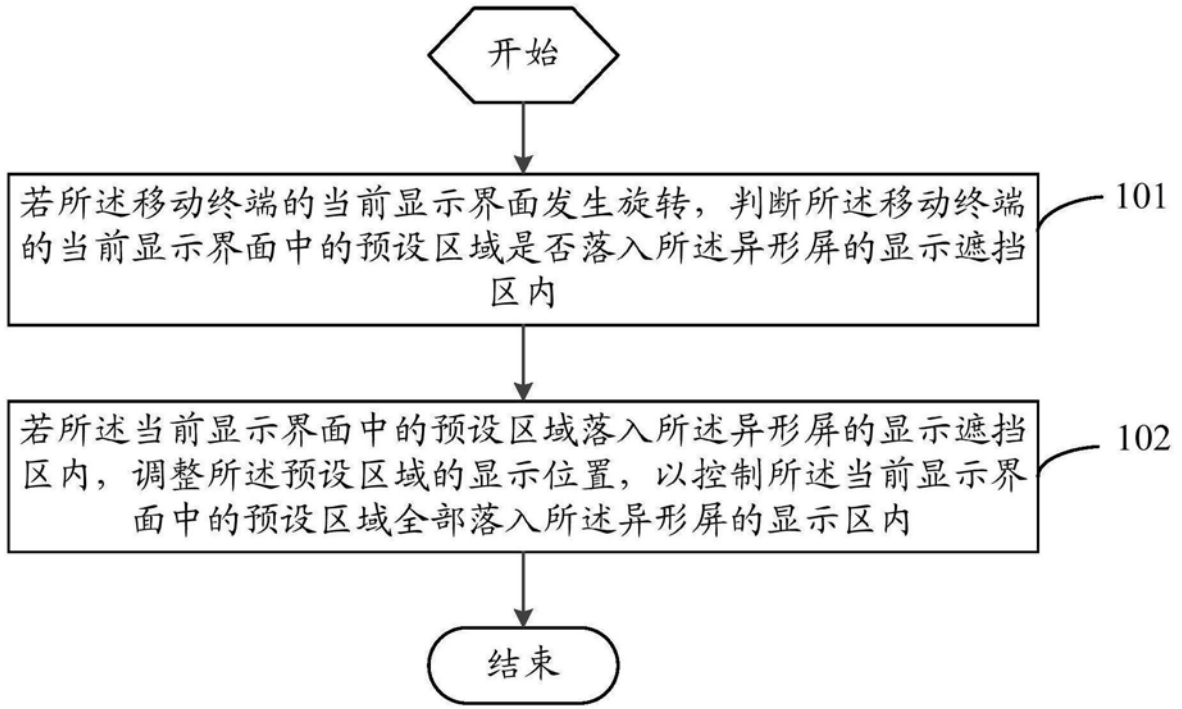 开始
若所述移动终端的当前显示界面发生旋转，判断所述移动终端
的当前显示界面中的预设区域是否落入所述异形屏的显示遮挡
区内
101
若所述当前显示界面中的预设区域落入所述异形屏的显示遮挡
区内，调整所述预设区域的显示位置，以控制所述当前显示界
面中的预设区域全部落入所述异形屏的显示区内
102
结束